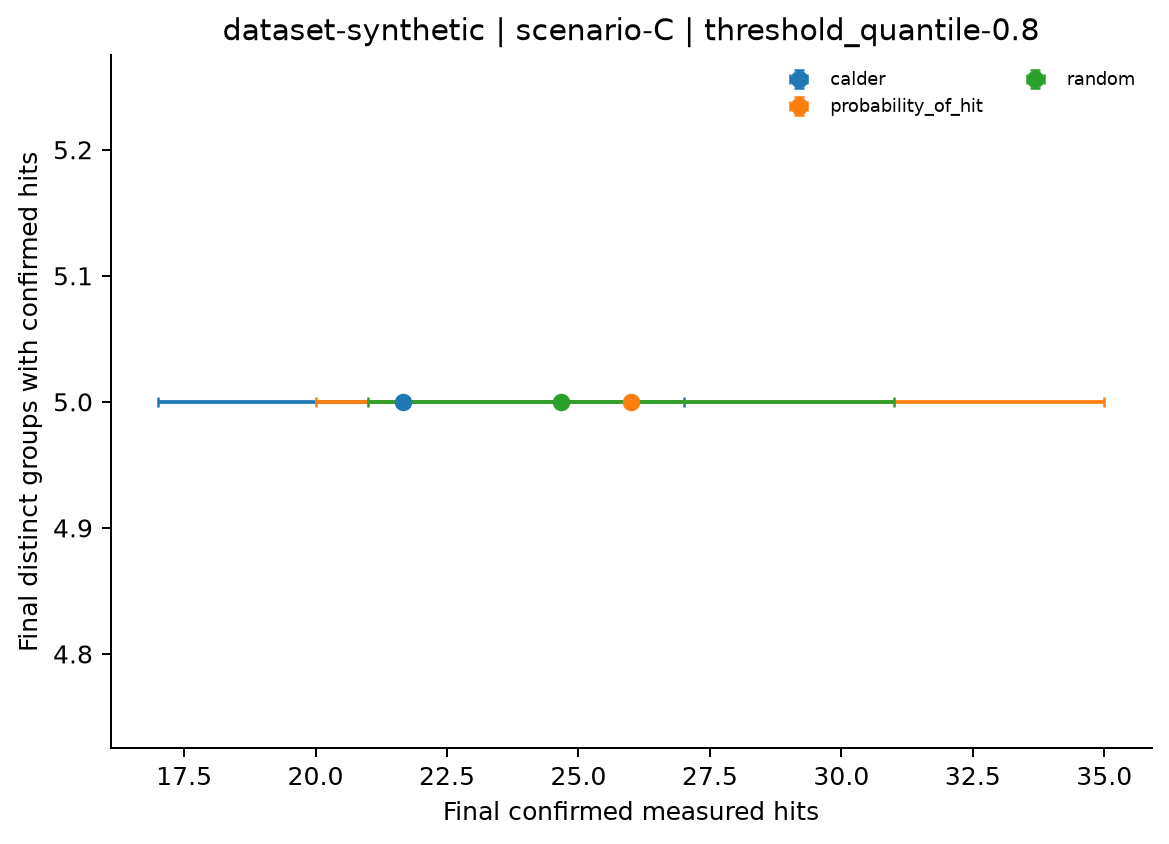 dataset-synthetic | scenario-C | threshold_quantile-0.8
calder
probability_of_hit
random
Final distinct groups with confirmed hits
5.2
5.1
5.0
4.9
4.8
17.5 20.0 22.5 25.0 27.5 30.0 32.5 35.0
Final confirmed measured hits